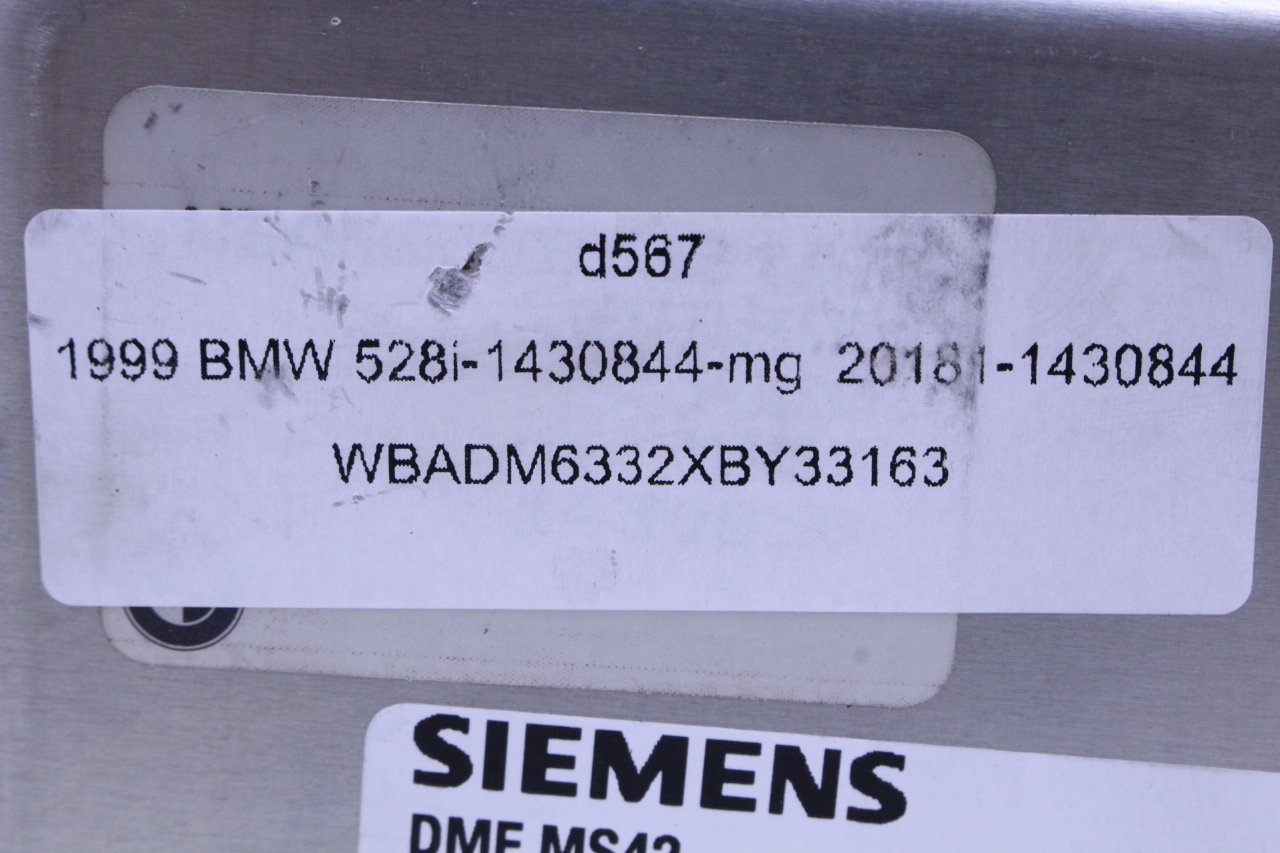 d567
1999 BMW 528i-1430844-mg 20181-1430844
WBADM6332XBY33163
SIEMENS
DME MS42